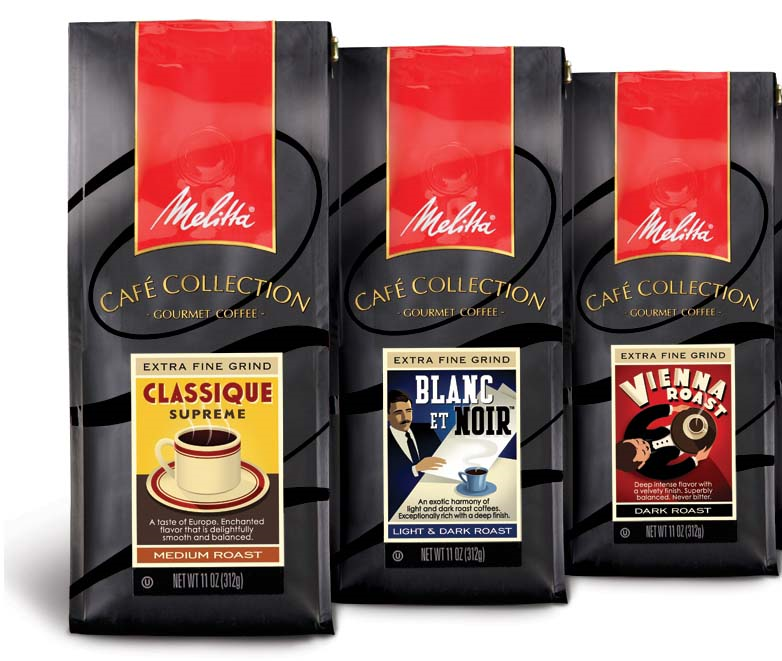 Melitta®
CAFÉ COLLECTION
- GOURMET COFFEE -
EXTRA FINE GRIND
CLASSIQUE
SUPREME
A taste of Europe. Enchanted
flavor that is delightfully
smooth and balanced.
MEDIUM ROAST
U
NET WT 11 OZ (312g)
Melitta®
CAFÉ COLLECTION
- GOURMET COFFEE -
EXTRA FINE GRIND
BLANC
ET NOIR™
An exotic harmony of
light and dark roast coffees.
Exceptionally rich with a deep finish.
LIGHT & DARK ROAST
U
NET WT 11 OZ (312g)
Melitta®
CAFÉ COLLECTION
- GOURMET COFFEE -
EXTRA FINE GRIND
VIENNA
ROAST
Deep intense flavor with
a velvety finish. Superbly
balanced. Never bitter.
DARK ROAST
U
NET WT 11 OZ (312g)